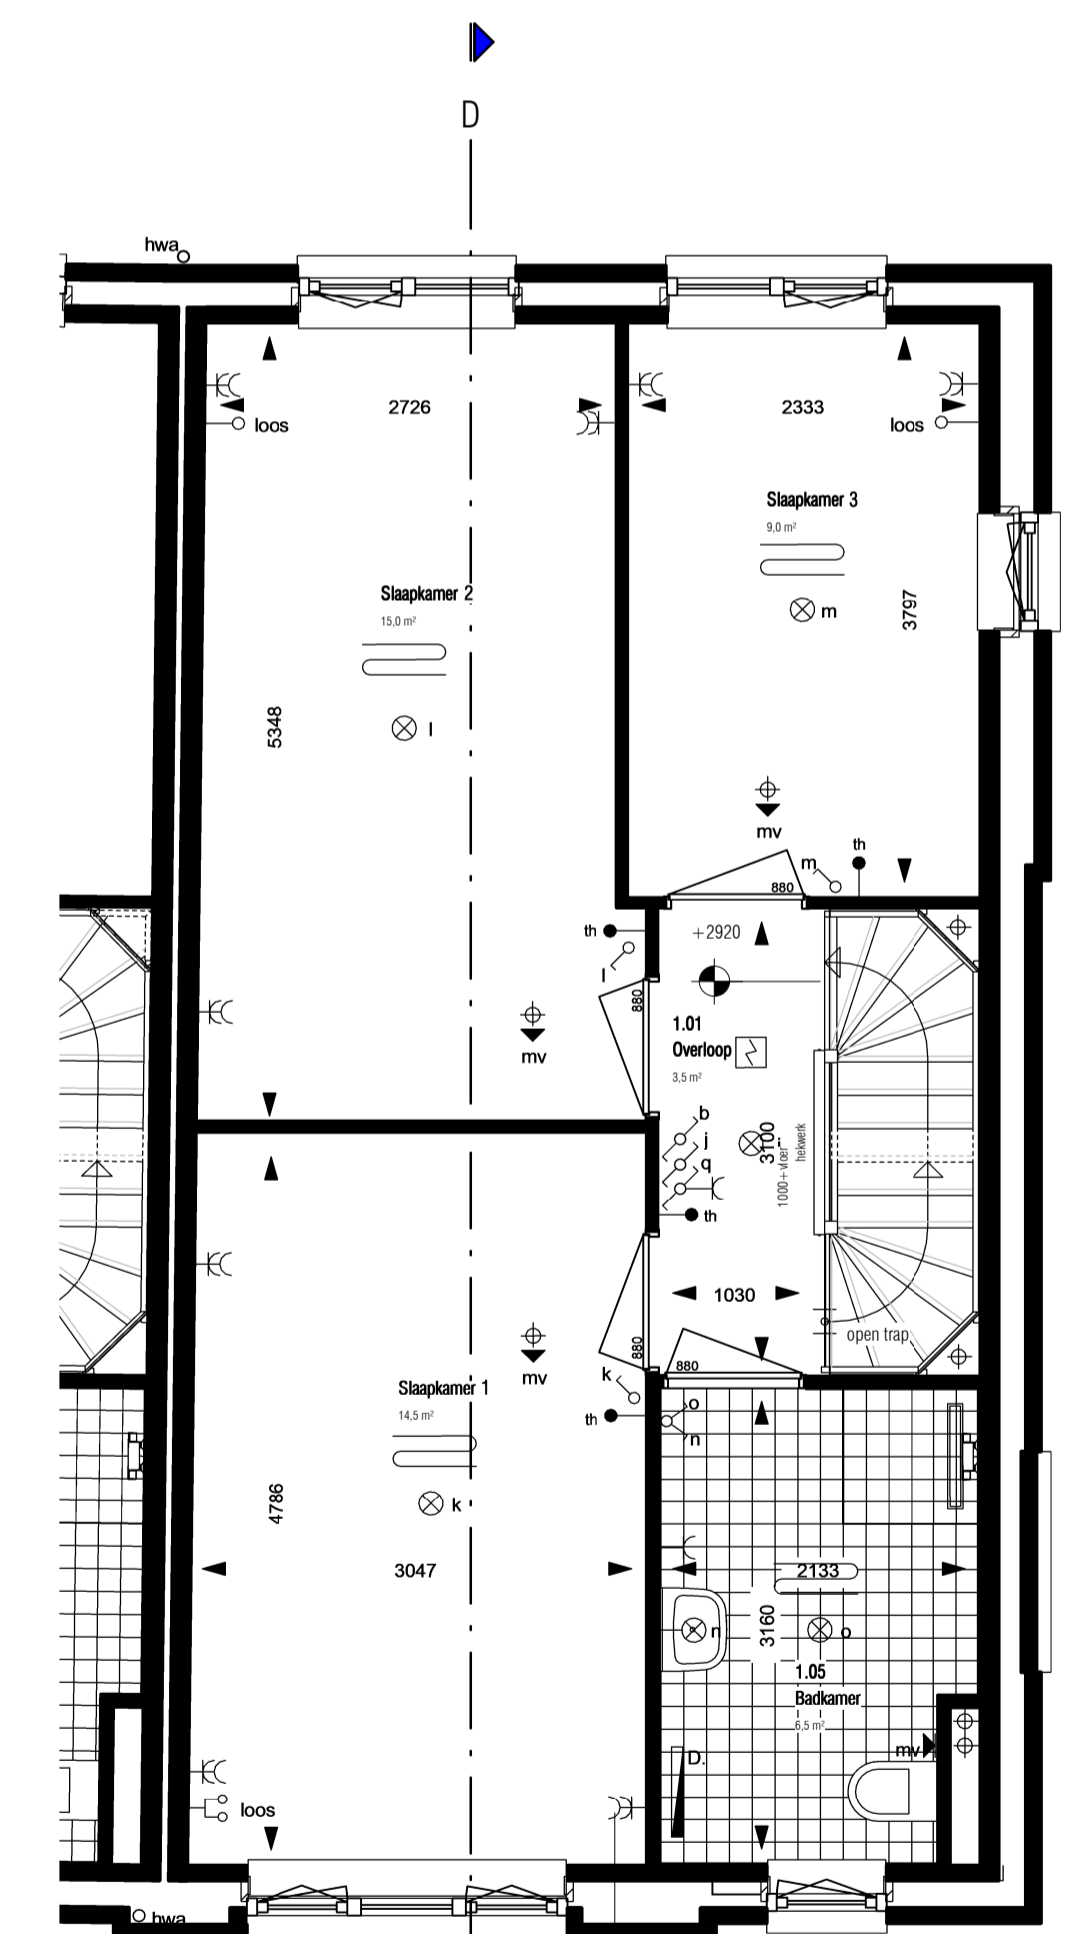 D
hwa
2726
2333
loos
loos
Slaapkamer 3
9,0 m²
m
3797
Slaapkamer 2
15,0 m²
5348
l
mv
m
th
880
th
l
+2920
880
mv
1.01
Overloop
3,5 m²
b
j
q
3100
1000+ vloer
hekwerk
th
1030
open trap
mv
880
880
k
th
o
n
Slaapkamer 1
14,5 m²
4786
k
3047
2133
3160
n
o
1.05
Badkamer
6,5 m²
mv
D.
loos
hwa